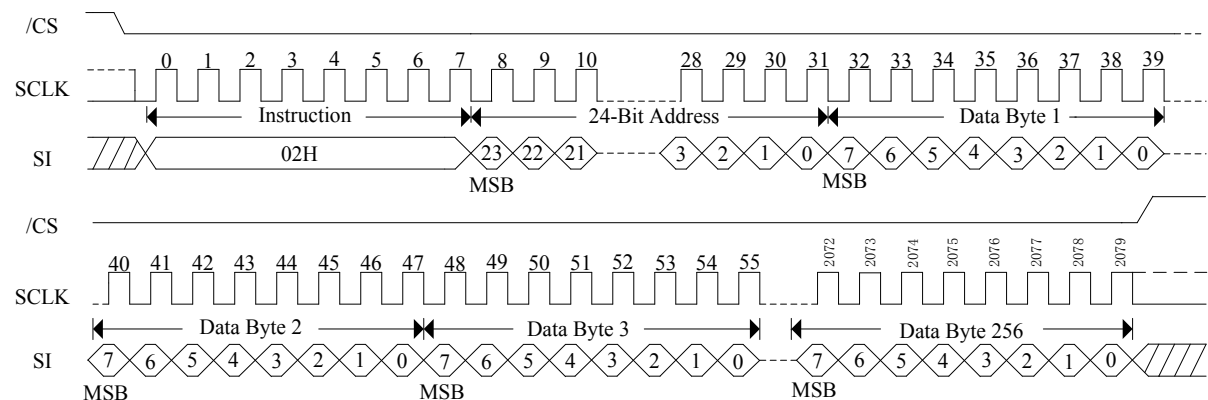 /CS
0 1 2 3 4 5 6 7 8 9 10 28 29 30 31 32 33 34 35 36 37 38 39
SCLK
Instruction 24-Bit Address Data Byte 1
SI 02H 23 22 21 3 2 1 0 7 6 5 4 3 2 1 0
MSB MSB
/CS
40 41 42 43 44 45 46 47 48 49 50 51 52 53 54 55 2072 2073 2074 2075 2076 2077 2078 2079
SCLK
Data Byte 2 Data Byte 3 Data Byte 256
SI 7 6 5 4 3 2 1 0 7 6 5 4 3 2 1 0 7 6 5 4 3 2 1 0
MSB MSB MSB